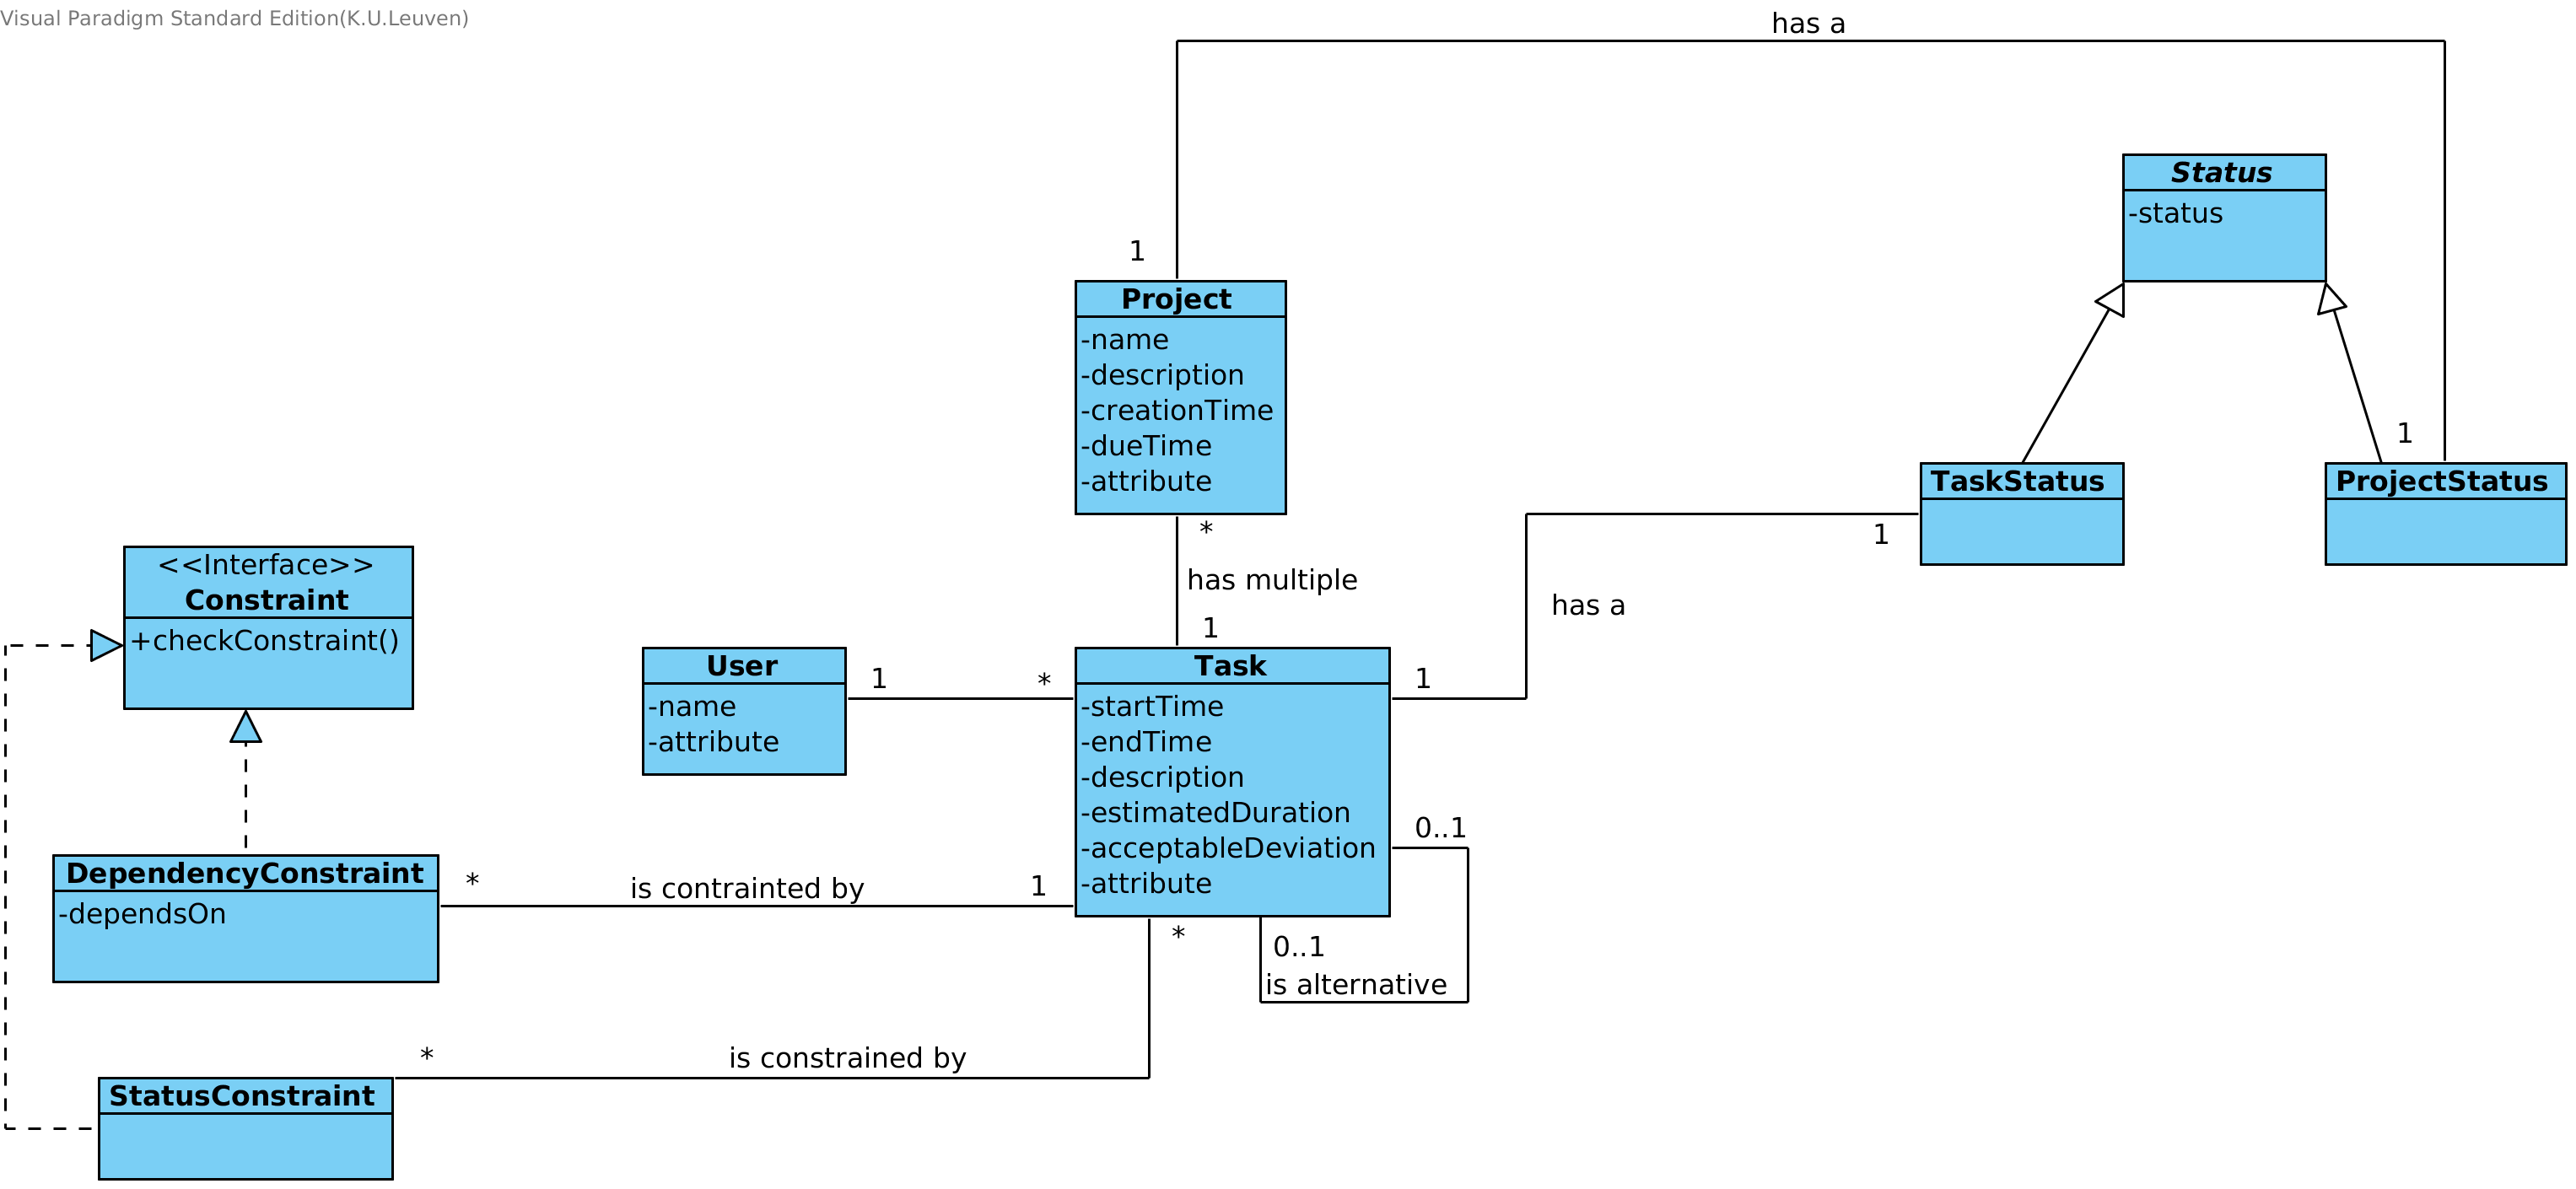 Visual Paradigm Standard Edition(K.U.Leuven)
has a
Status
-status
1
Project
-name
-description
-creationTime
-dueTime
-attribute
1
TaskStatus
ProjectStatus
*
1
has multiple
has a
1
<<Interface>>
Constraint
+checkConstraint()
User
-name
-attribute
1
*
Task
-startTime
-endTime
-description
-estimatedDuration
-acceptableDeviation
-attribute
1
0..1
DependencyConstraint
-dependsOn
*
is contrainted by
1
*
0..1
is alternative
*
is constrained by
StatusConstraint